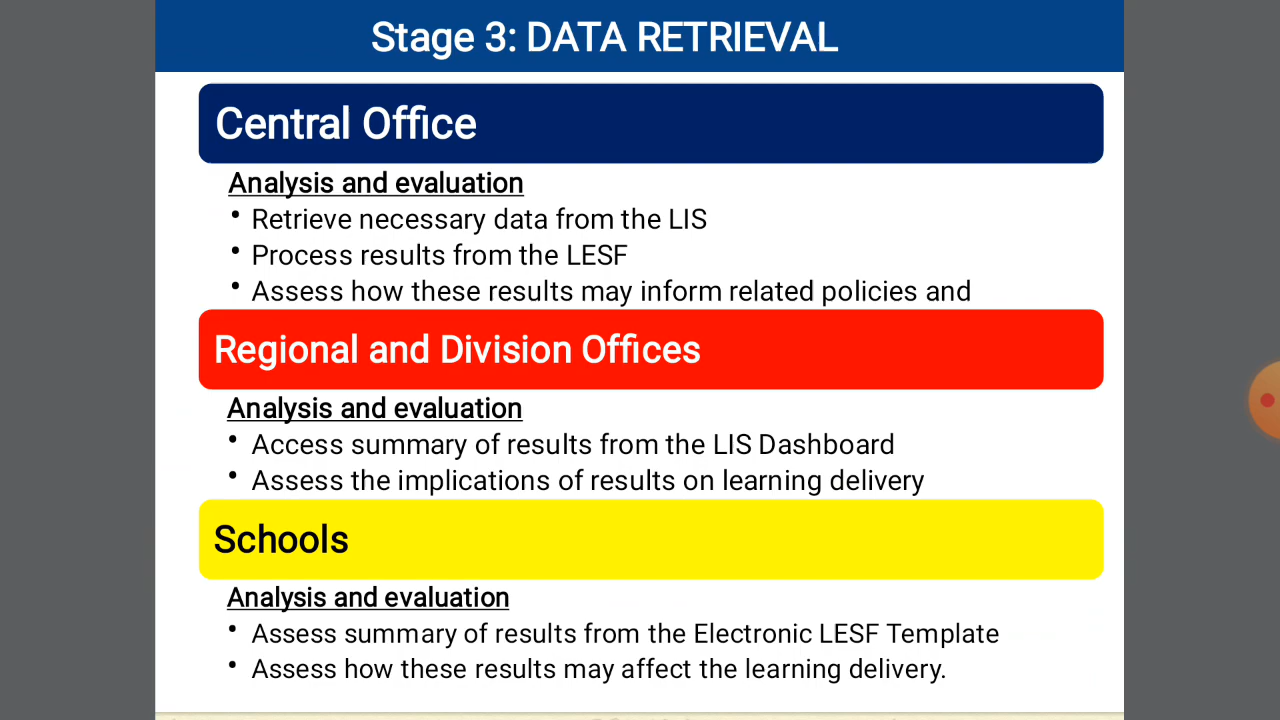 Stage 3: DATA RETRIEVAL
Central Office
Analysis and evaluation
• Retrieve necessary data from the LIS
• Process results from the LESF
• Assess how these results may inform related policies and
Regional and Division Offices
Analysis and evaluation
• Access summary of results from the LIS Dashboard
• Assess the implications of results on learning delivery
Schools
Analysis and evaluation
• Assess summary of results from the Electronic LESF Template
• Assess how these results may affect the learning delivery.